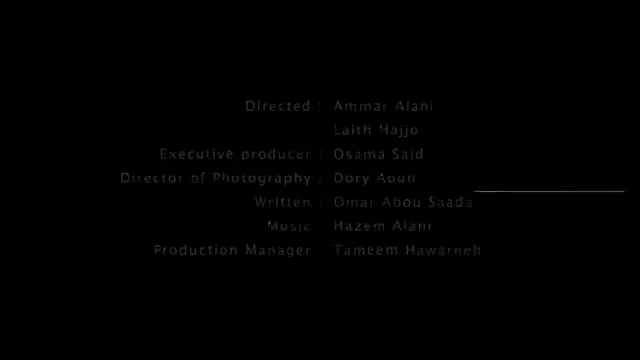 Directed : Ammar Alani
Laith Hajjo
Executive producer : Osama Said
Director of Photography . Dory Aoun
Written : Omar Abou Saada
Music : Hazem Alani
Production Manager Tameem Hawarneh